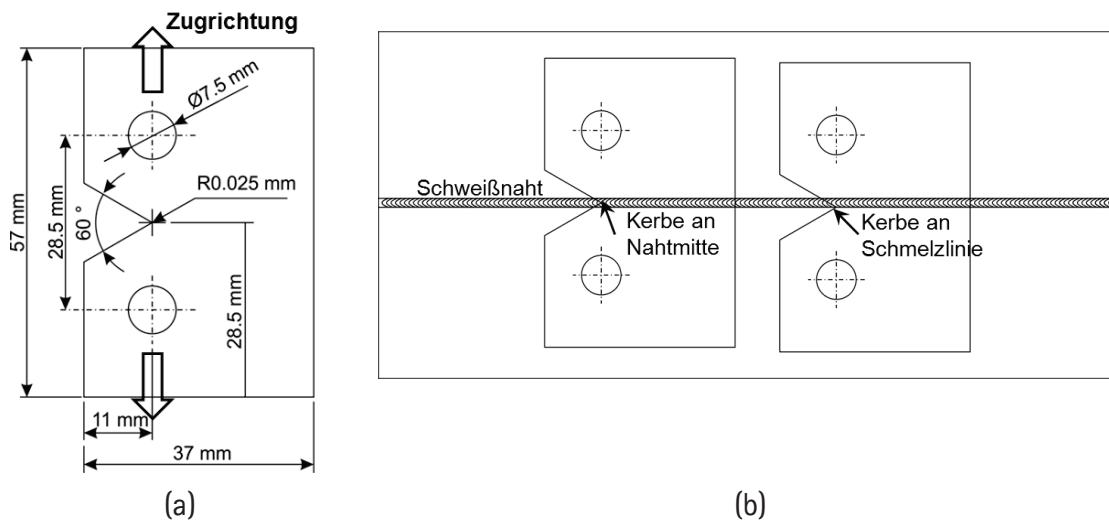 Zugrichtung
Ø7.5 mm
R0.025 mm
60 °
28.5 mm
57 mm
28.5 mm
11 mm
37 mm
(a)
Schweißnaht
Kerbe an
Nahtmitte
Kerbe an
Schmelzlinie
(b)